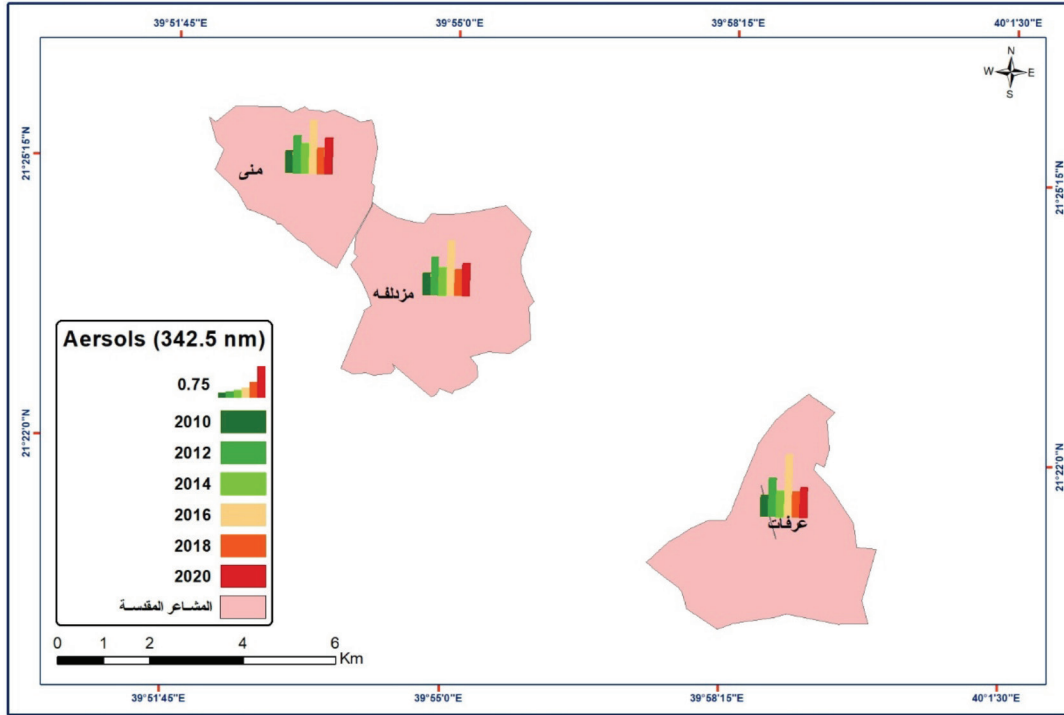 39°51'45"E 39°55'0"E 39°58'15"E 40°1'30"E
N
W E
S
21°25'15"N
21°25'15"N
منى
مزدلفه
Aersols (342.5 nm)
0.75
2010
2012
2014
2016
2018
2020
المشاعر المقدسة
21°22'0"N
21°22'0"N
عرفات
0 1 2 4 6
Km
39°51'45"E 39°55'0"E 39°58'15"E 40°1'30"E